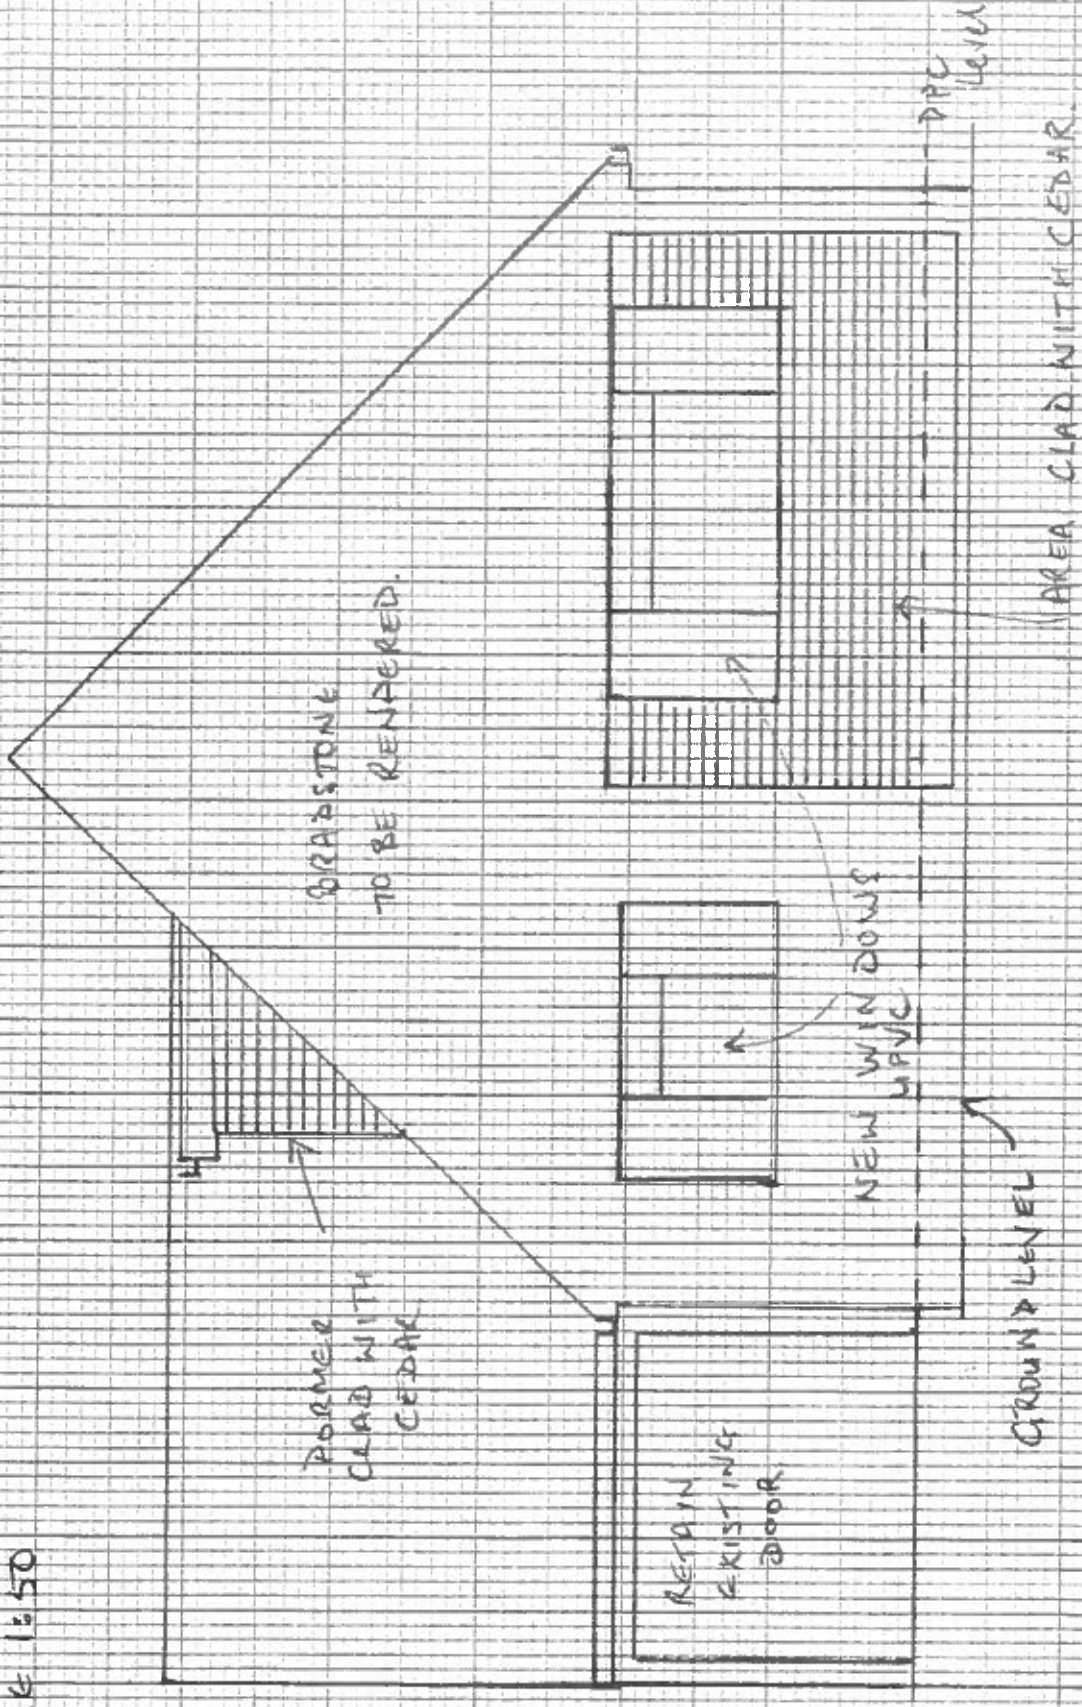 1:50
DORMER
CLAD WITH
CEDAR
BRADSTONE
TO BE RENDERED.
RETAIN
EXISTING
DOOR.
NEW WINDOWS
UPVC
GROUND LEVEL
AREA CLAD WITH CEDAR.
DPC
Level